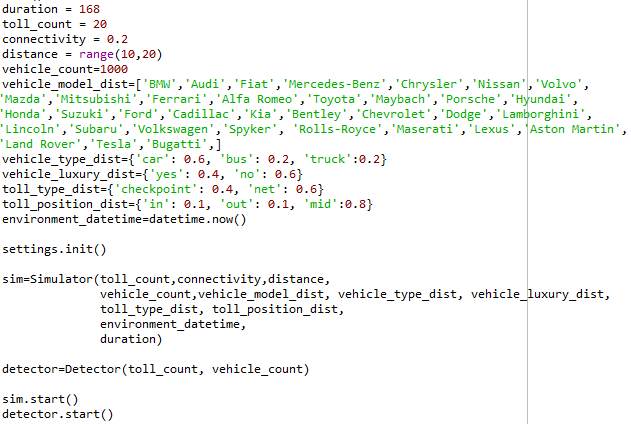 duration = 168
toll_count = 20
connectivity = 0.2
distance = range(10,20)
vehicle_count=1000
vehicle_model_dist=['BMW','Audi','Fiat','Mercedes-Benz','Chrysler','Nissan','Volvo',
'Mazda','Mitsubishi','Ferrari','Alfa Romeo','Toyota','Maybach','Porsche','Hyundai',
'Honda','Suzuki','Ford','Cadillac','Kia','Bentley','Chevrolet','Dodge','Lamborghini',
'Lincoln','Subaru','Volkswagen','Spyker', 'Rolls-Royce','Maserati','Lexus','Aston Martin',
'Land Rover','Tesla','Bugatti',]
vehicle_type_dist={'car': 0.6, 'bus': 0.2, 'truck':0.2}
vehicle_luxury_dist={'yes': 0.4, 'no': 0.6}
toll_type_dist={'checkpoint': 0.4, 'net': 0.6}
toll_position_dist={'in': 0.1, 'out': 0.1, 'mid':0.8}
environment_datetime=datetime.now()
settings.init()
sim=Simulator(toll_count,connectivity,distance,
vehicle_count,vehicle_model_dist, vehicle_type_dist, vehicle_luxury_dist,
toll_type_dist, toll_position_dist,
environment_datetime,
duration)
detector=Detector(toll_count, vehicle_count)
sim.start()
detector.start()